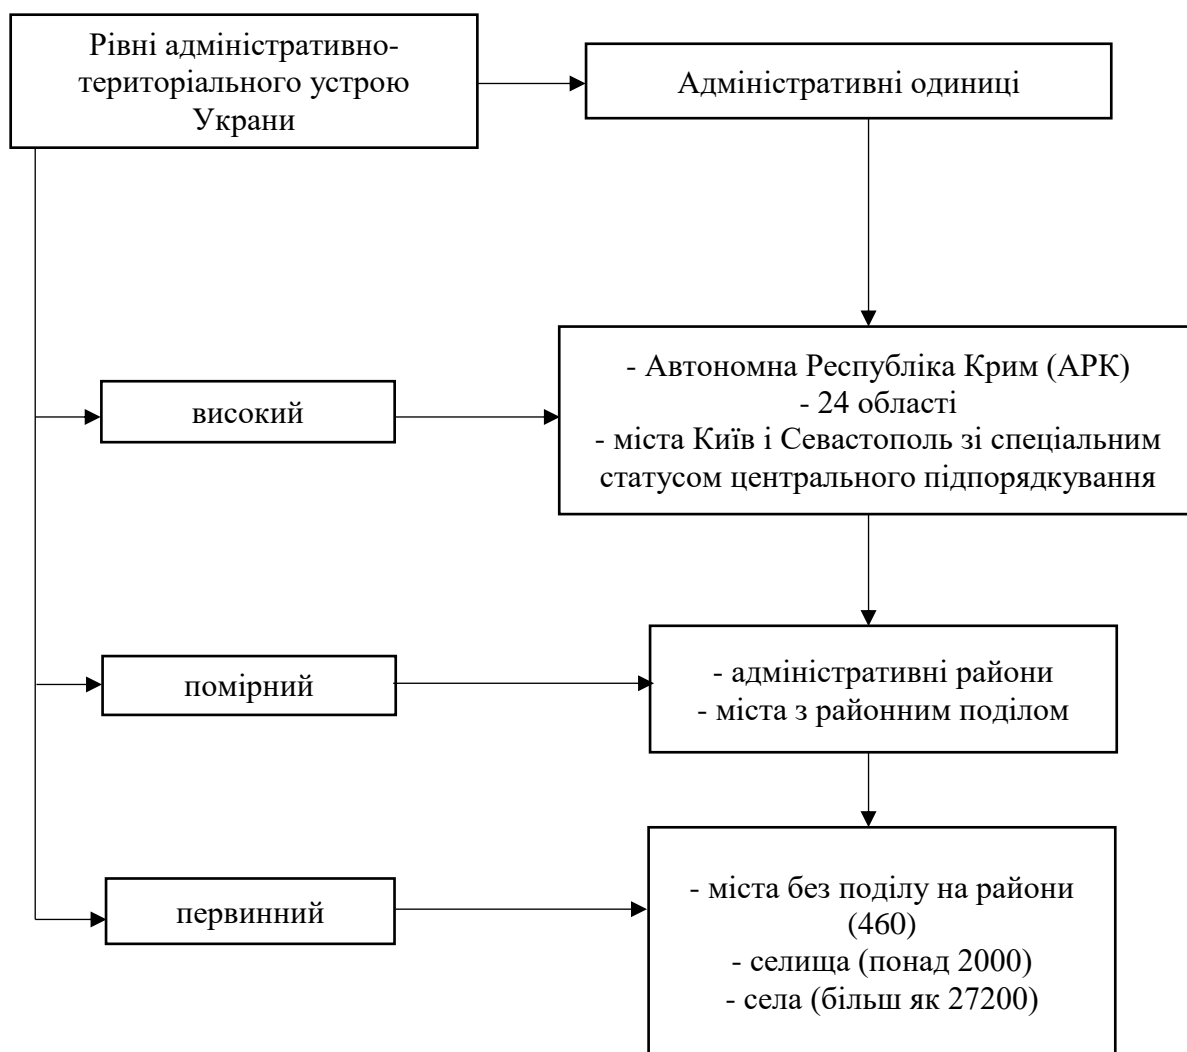 Рівні адміністративно-
територіального устрою
Украни
Адміністративні одиниці
високий
- Автономна Республіка Крим (АРК)
- 24 області
- міста Київ і Севастополь зі спеціальним
статусом центрального підпорядкування
помірний
- адміністративні райони
- міста з районним поділом
первинний
- міста без поділу на райони
(460)
- селища (понад 2000)
- села (більш як 27200)